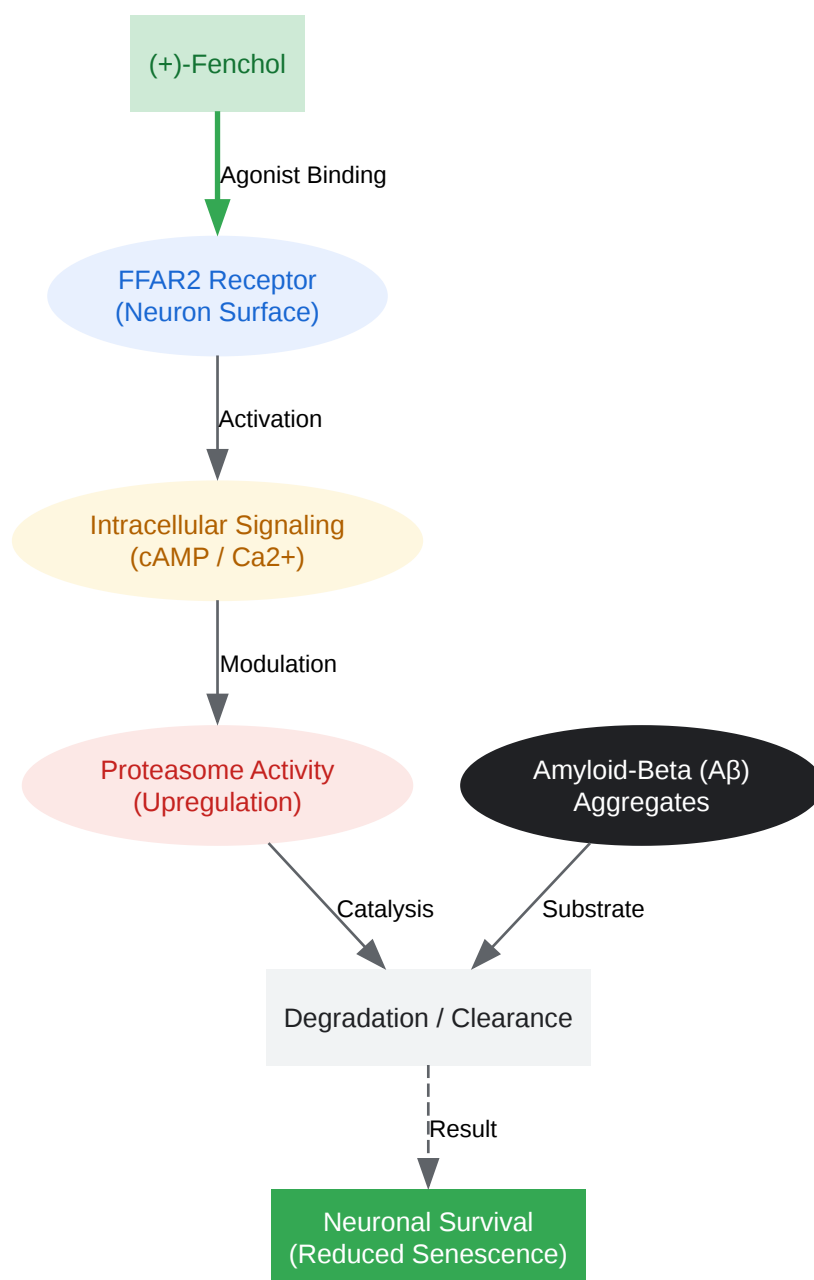 (+)-Fenchol
Agonist Binding
FFAR2 Receptor
(Neuron Surface)
Activation
Intracellular Signaling
(cAMP / Ca2+)
Modulation
Proteasome Activity
(Upregulation)
Amyloid-Beta (Aβ)
Aggregates
Catalysis
Substrate
Degradation / Clearance
Result
Neuronal Survival
(Reduced Senescence)